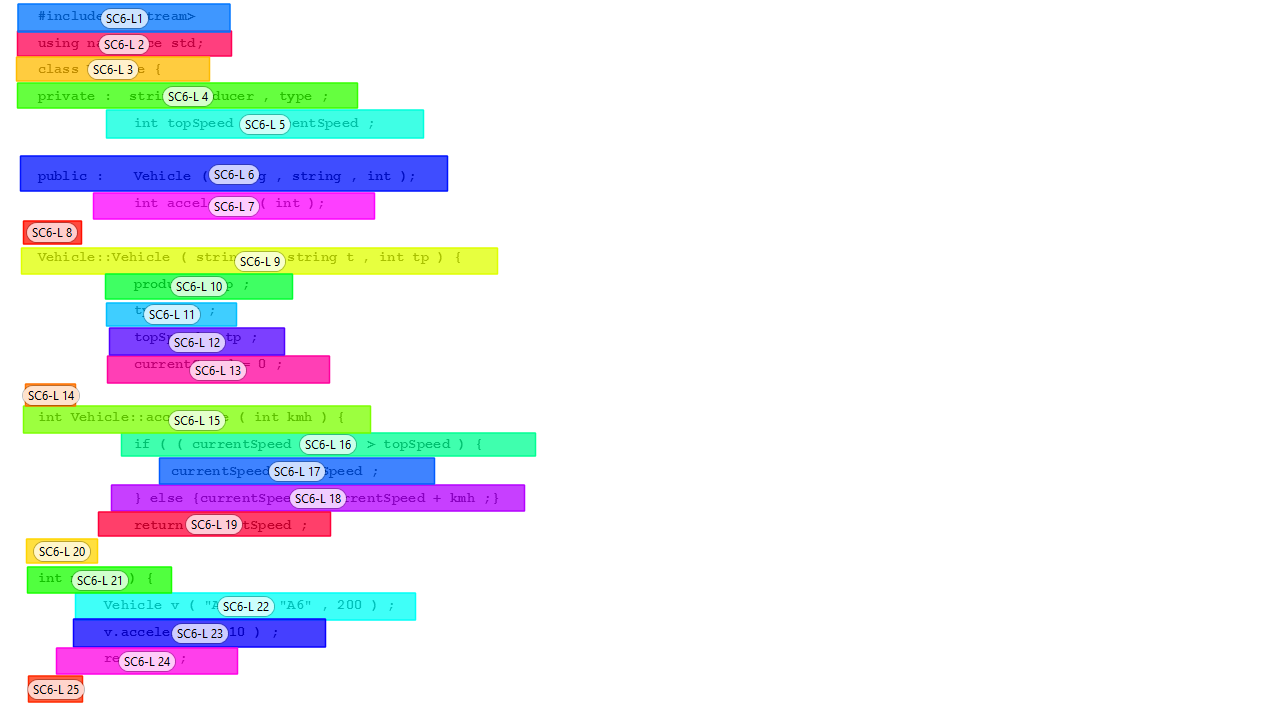 #include SC6-L1 tream>
using na SC6-L 2 ce std;
class SC6-L 3 e {
private : stri SC6-L 4 ducer , type ;
int topSpeed SC6-L 5 entSpeed ;
public : Vehicle ( SC6-L 6 g , string , int );
int accel SC6-L 7 ( int );
SC6-L 8
Vehicle::Vehicle ( strin SC6-L 9 string t , int tp ) {
prod SC6-L 10 p ;
ty SC6-L 11 ;
topSp SC6-L 12 tp ;
current SC6-L 13 = 0 ;
SC6-L 14
int Vehicle::acc SC6-L 15 e ( int kmh ) {
if ( ( currentSpeed SC6-L 16 > topSpeed ) {
currentSpeed SC6-L 17 Speed ;
} else {currentSpee SC6-L 18 rentSpeed + kmh ;}
return SC6-L 19 tSpeed ;
SC6-L 20
int SC6-L 21 ) {
Vehicle v ( "A SC6-L 22 "A6" , 200 ) ;
v.accele SC6-L 23 10 ) ;
re SC6-L 24 ;
SC6-L 25